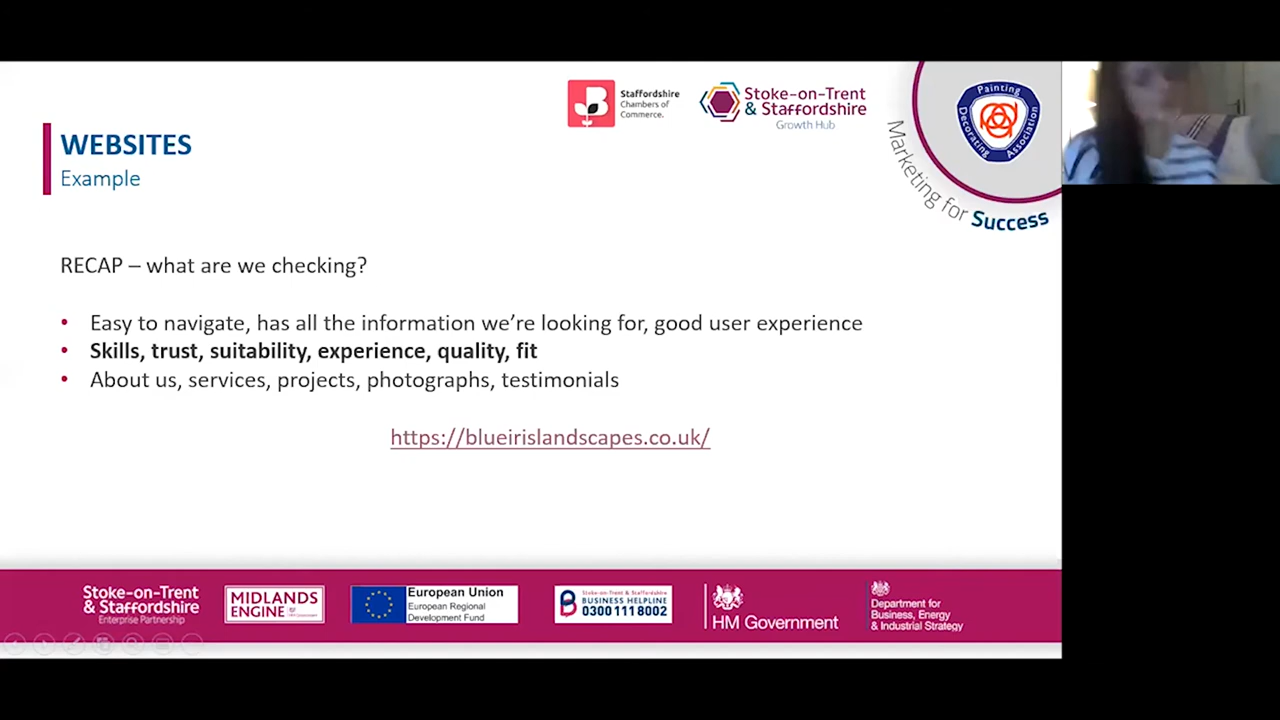 Staffordshire
Chambers of
Commerce.
Stoke-on-Trent
& Staffordshire
Growth Hub
Painting
Decorating
Association
Marketing for Success
WEBSITES
Example
RECAP – what are we checking?
• Easy to navigate, has all the information we're looking for, good user experience
• Skills, trust, suitability, experience, quality, fit
• About us, services, projects, photographs, testimonials
https://blueirislandscapes.co.uk/
Stoke-on-Trent
& Staffordshire
Enterprise Partnership
MIDLANDS
ENGINE
European Union
European Regional
Development Fund
Stoke-on-Trent & Staffordshire
BUSINESS HELPLINE
0300 111 8002
HM Government
Department for
Business, Energy
& Industrial Strategy